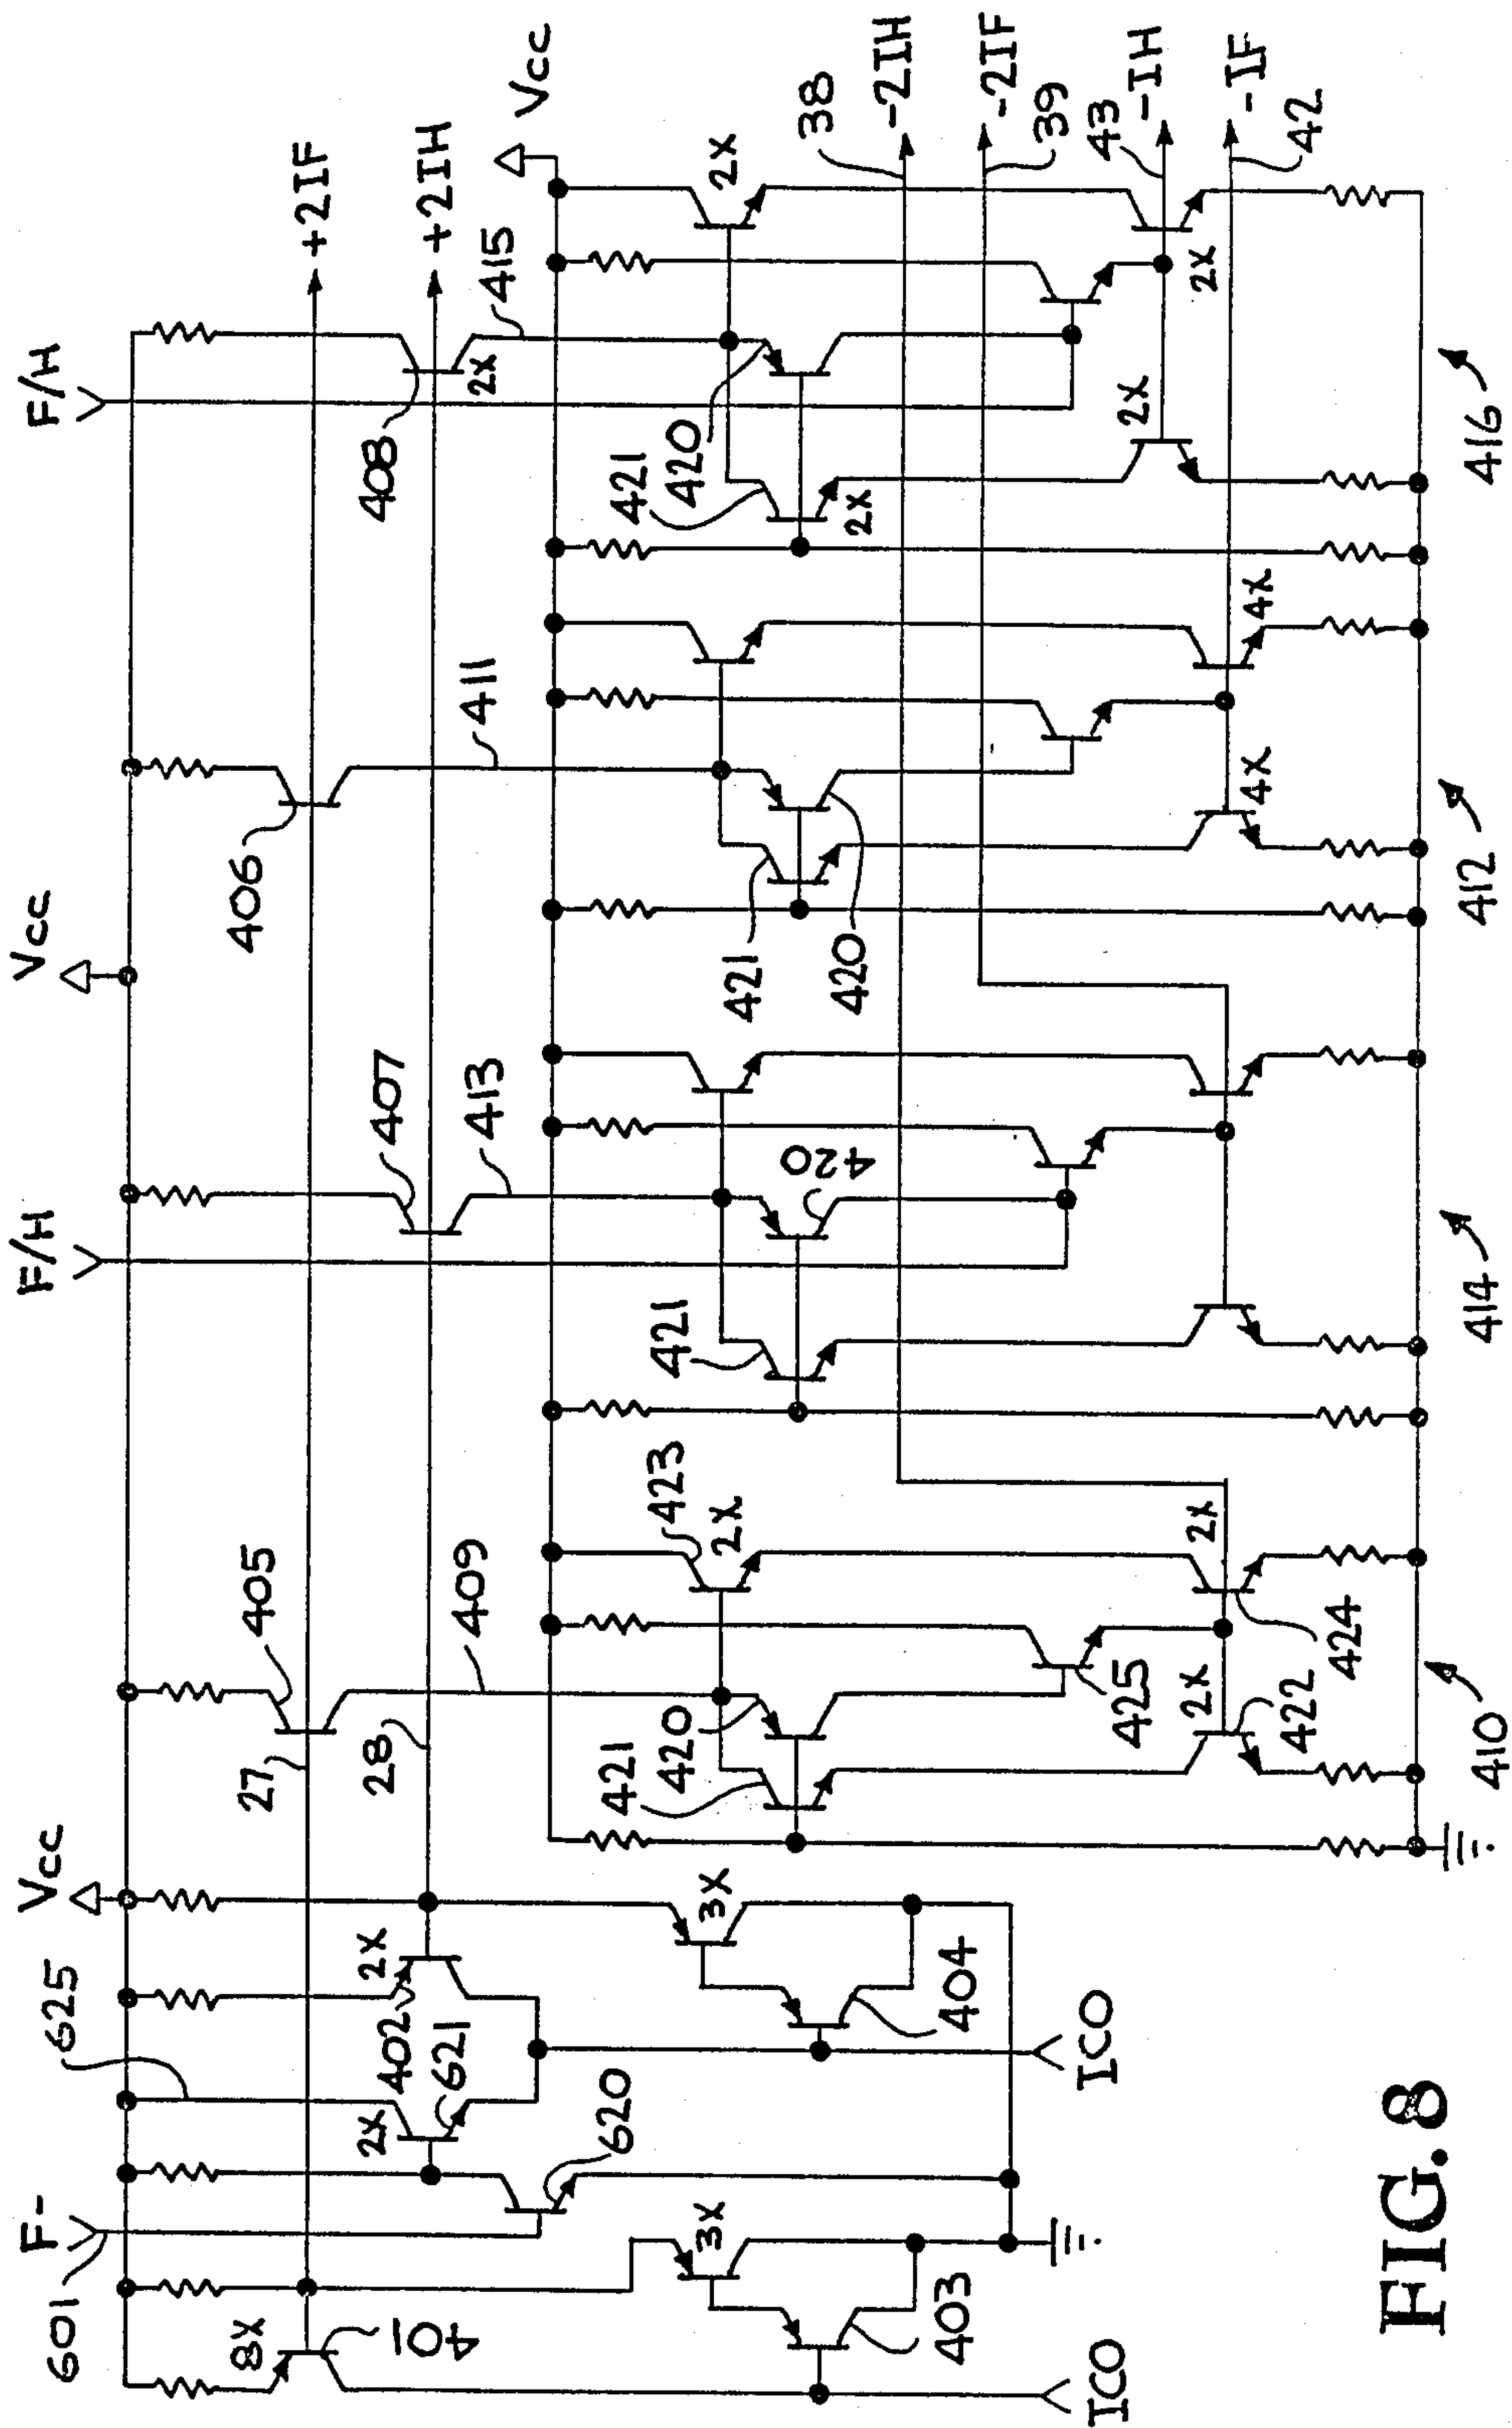 601
F-
625
Vcc
F/H
Vcc
F/H
8X
401
2X
402
621
2X
27
405
406
407
408
+2IF
28
+2IH
2X
409
413
411
415
Vcc
620
3X
403
3X
404
421
420
423
2X
421
420
421
420
421
420
2X
2X
38
-2IH
-2IF
39
425
2X
422
2X
424
4X
4X
2X
2X
43
-IH
-IF
42
ICO
ICO
410
414
412
416
FIG.8